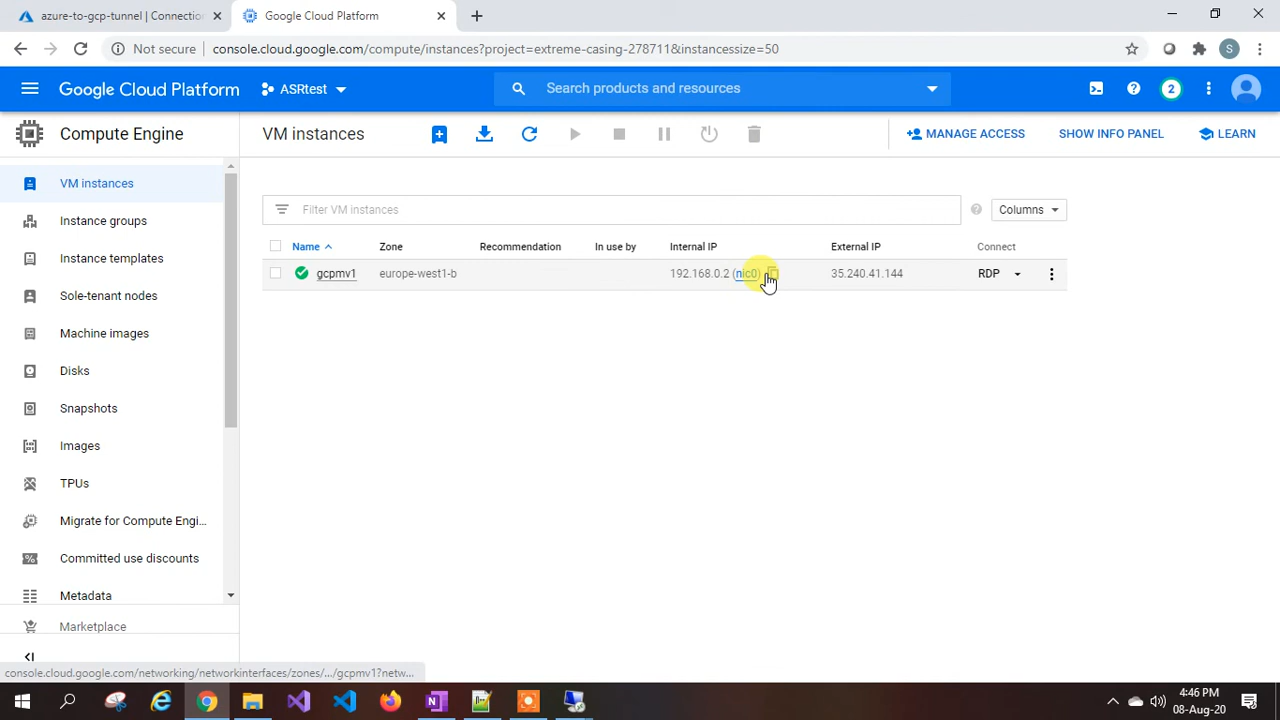 azure-to-gcp-tunnel | Connection
Google Cloud Platform
Not secure
console.cloud.google.com/compute/instances?project=extreme-casing-278711&instancessize=50
S
Google Cloud Platform
ASRtest
Search products and resources
2
Compute Engine
VM instances
MANAGE ACCESS
SHOW INFO PANEL
LEARN
VM instances
Instance groups
Instance templates
Sole-tenant nodes
Machine images
Disks
Snapshots
Images
TPUs
Migrate for Compute Engi...
Committed use discounts
Metadata
Marketplace
Filter VM instances
Columns
Name
Zone
Recommendation
In use by
Internal IP
External IP
Connect
gcpmv1
europe-west1-b
192.168.0.2 (nic0)
35.240.41.144
RDP
console.cloud.google.com/networking/networkinterfaces/zones/.../gcpmv1?netw...
4:46 PM
08-Aug-20